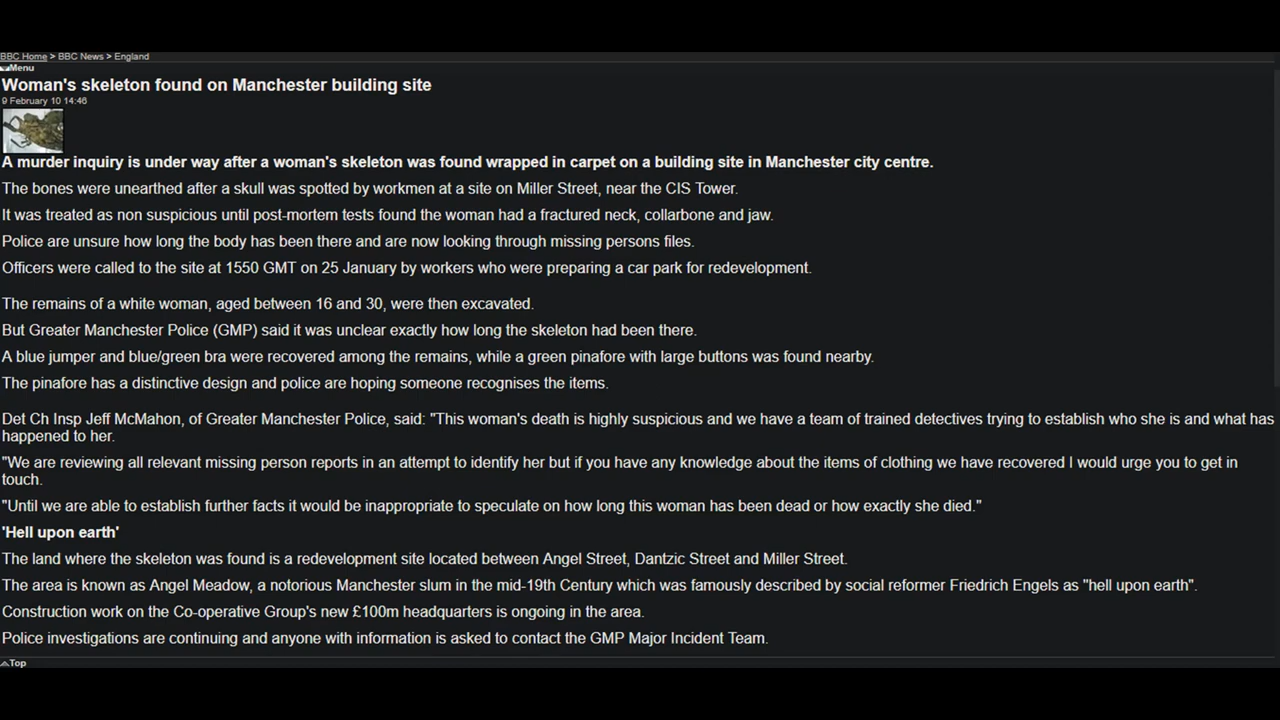 BBC Home > BBC News > England
Menu
Woman's skeleton found on Manchester building site
9 February 10 14:46
A murder inquiry is under way after a woman's skeleton was found wrapped in carpet on a building site in Manchester city centre.
The bones were unearthed after a skull was spotted by workmen at a site on Miller Street, near the CIS Tower.
It was treated as non suspicious until post-mortem tests found the woman had a fractured neck, collarbone and jaw.
Police are unsure how long the body has been there and are now looking through missing persons files.
Officers were called to the site at 1550 GMT on 25 January by workers who were preparing a car park for redevelopment.
The remains of a white woman, aged between 16 and 30, were then excavated.
But Greater Manchester Police (GMP) said it was unclear exactly how long the skeleton had been there.
A blue jumper and blue/green bra were recovered among the remains, while a green pinafore with large buttons was found nearby.
The pinafore has a distinctive design and police are hoping someone recognises the items.
Det Ch Insp Jeff McMahon, of Greater Manchester Police, said: "This woman's death is highly suspicious and we have a team of trained detectives trying to establish who she is and what has
happened to her.
"We are reviewing all relevant missing person reports in an attempt to identify her but if you have any knowledge about the items of clothing we have recovered I would urge you to get in
touch.
"Until we are able to establish further facts it would be inappropriate to speculate on how long this woman has been dead or how exactly she died."
'Hell upon earth'
The land where the skeleton was found is a redevelopment site located between Angel Street, Dantzic Street and Miller Street.
The area is known as Angel Meadow, a notorious Manchester slum in the mid-19th Century which was famously described by social reformer Friedrich Engels as "hell upon earth".
Construction work on the Co-operative Group's new £100m headquarters is ongoing in the area.
Police investigations are continuing and anyone with information is asked to contact the GMP Major Incident Team.
Top